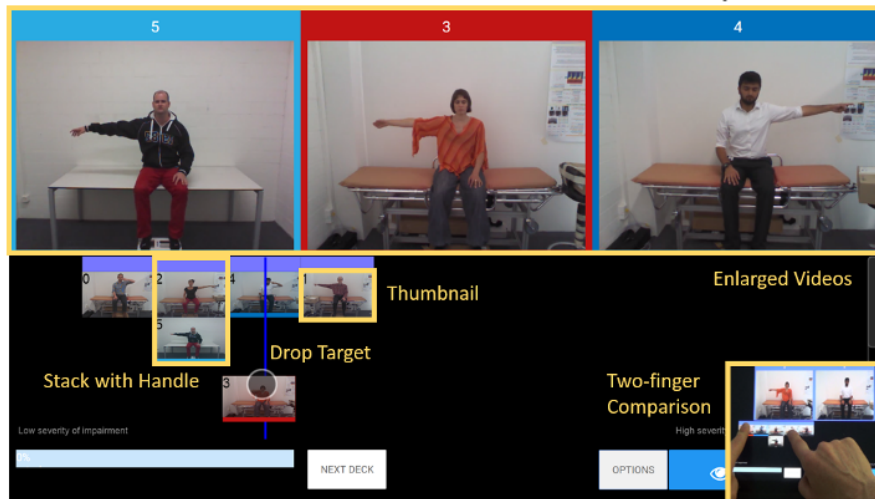 5
3
4
0
2
4
1
Thumbnail
Enlarged Videos
5
Drop Target
Stack with Handle
3
Two-finger
Comparison
Low severity of impairment
High severit
0%
NEXT DECK
OPTIONS